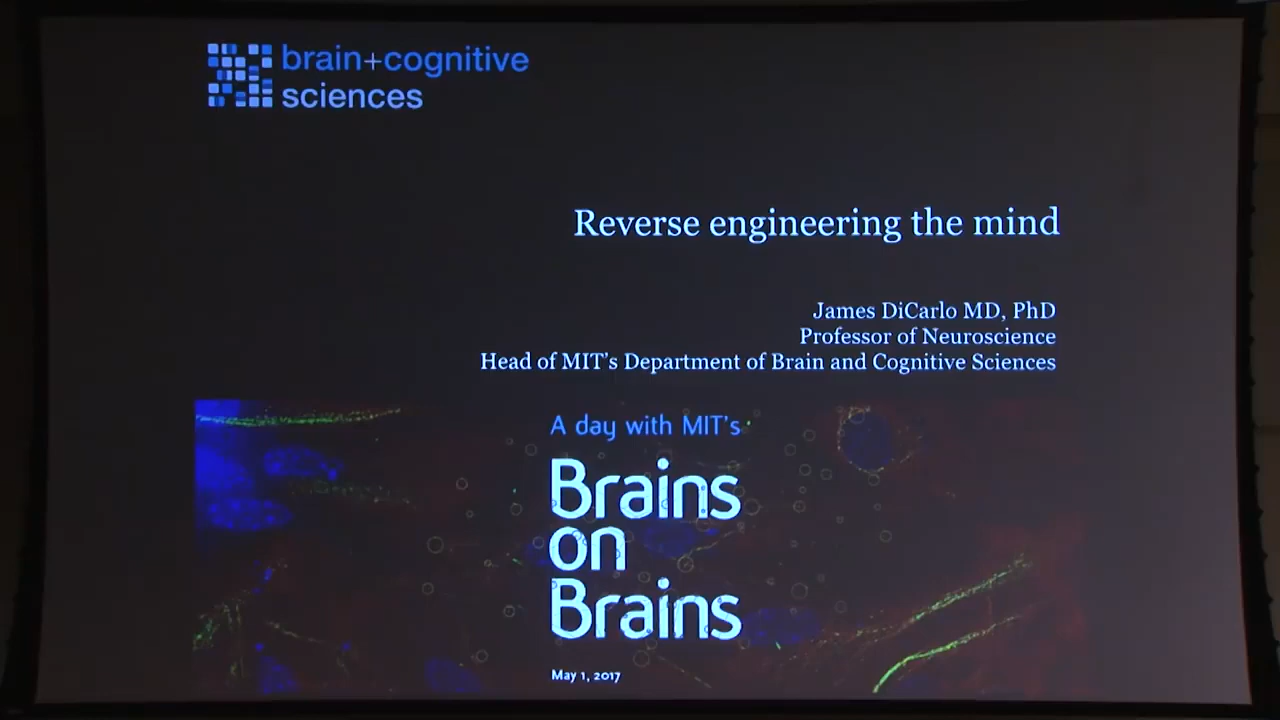 brain+cognitive
sciences
Reverse engineering the mind
James DiCarlo MD, PhD
Professor of Neuroscience
Head of MIT's Department of Brain and Cognitive Sciences
A day with MIT's
Brains
on
Brains
May 1, 2017